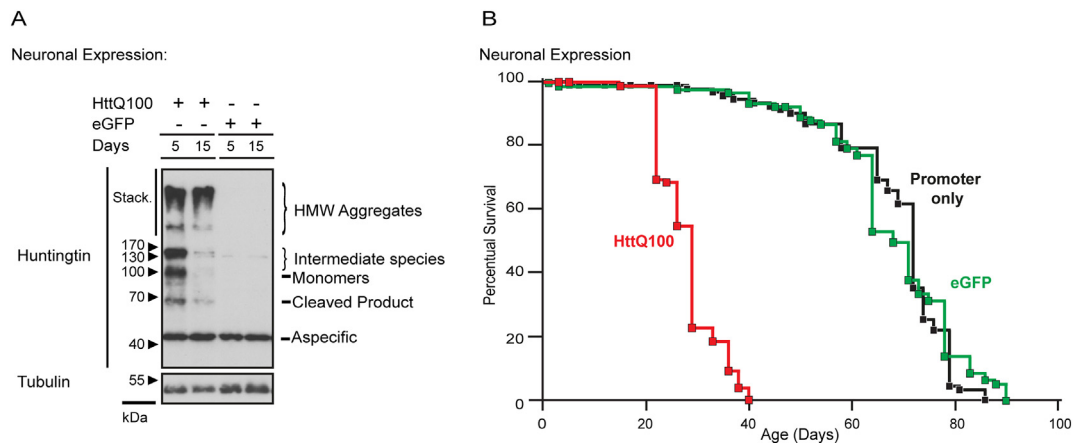 A
Neuronal Expression:
HttQ100 + + - -
eGFP - - + +
Days 5 15 5 15
Stack.
HMW Aggregates
Huntingtin
170
130
Intermediate species
100
Monomers
70
Cleaved Product
Aspecific
40
Tubulin
55
kDa
B
Neuronal Expression
Percentual Survival
100
80
60
40
20
0
0 20 40 60 80 100
Age (Days)
HttQ100
Promoter
only
eGFP